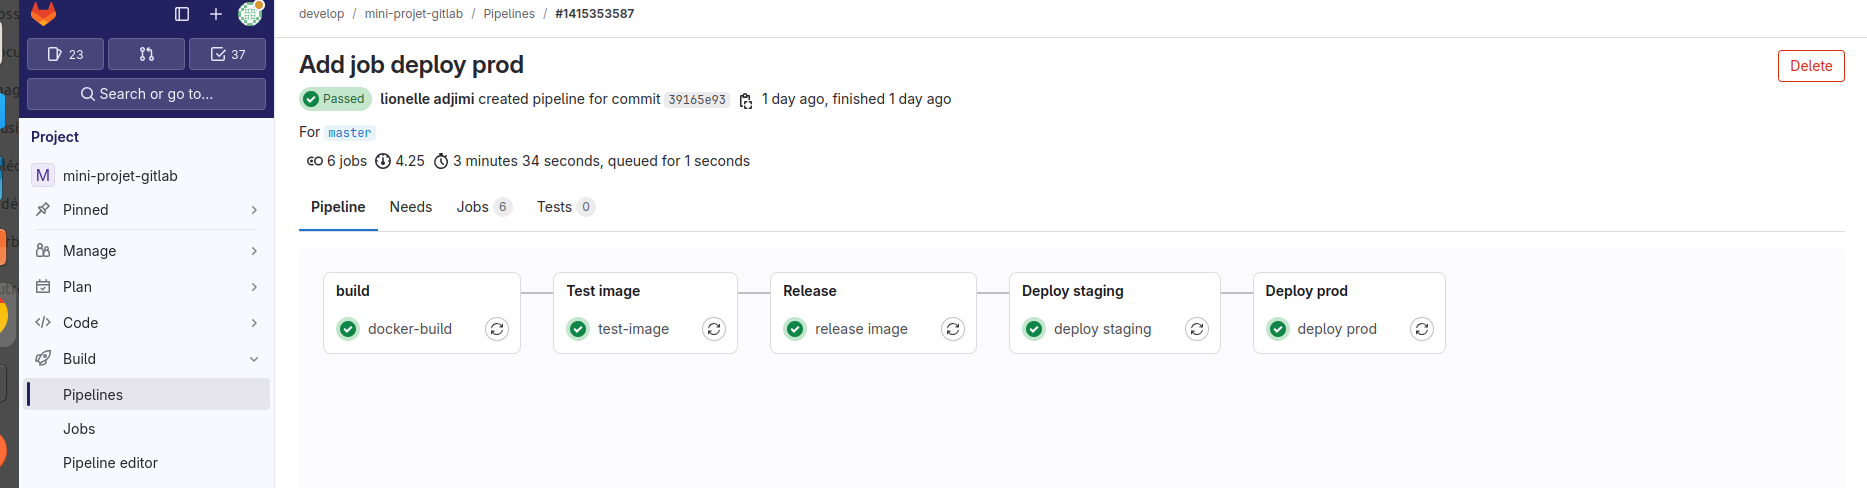 develop / mini-projet-gitlab / Pipelines / #1415353587
23
37
Search or go to...
Project
M mini-projet-gitlab
Pinned
Manage
Plan
Code
Build
Pipelines
Jobs
Pipeline editor
Add job deploy prod
Delete
Passed lionelle adjimi created pipeline for commit 39165e93 1 day ago, finished 1 day ago
For master
6 jobs 4.25 3 minutes 34 seconds, queued for 1 seconds
Pipeline Needs Jobs 6 Tests 0
build
docker-build
Test image
test-image
Release
release image
Deploy staging
deploy staging
Deploy prod
deploy prod